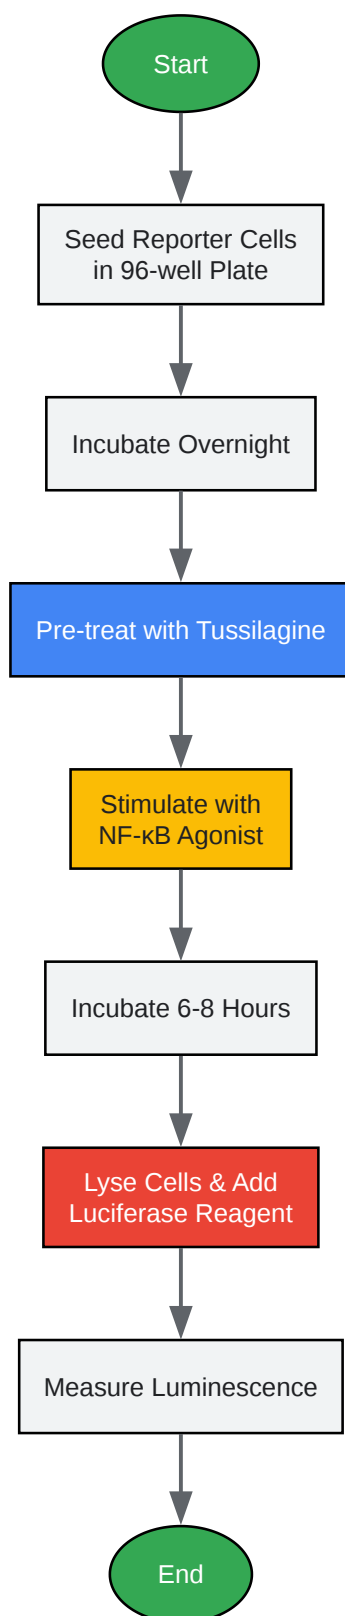 Start
Seed Reporter Cells
in 96-well Plate
Incubate Overnight
Pre-treat with Tussilagine
Stimulate with
NF-κB Agonist
Incubate 6-8 Hours
Lyse Cells & Add
Luciferase Reagent
Measure Luminescence
End